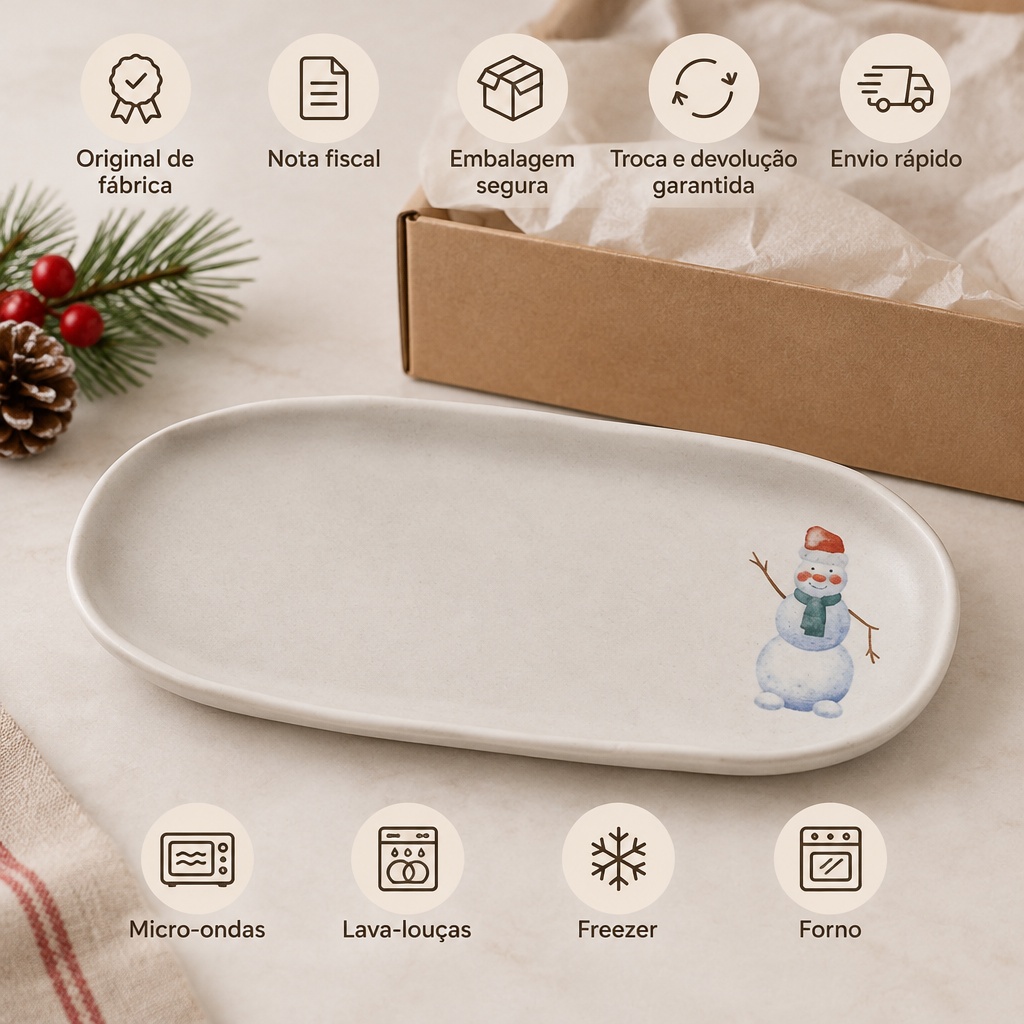 Original de
fábrica
Nota fiscal
Embalagem
segura
Troca e devolução
garantida
Envio rápido
Micro-ondas
Lava-louças
Freezer
Forno